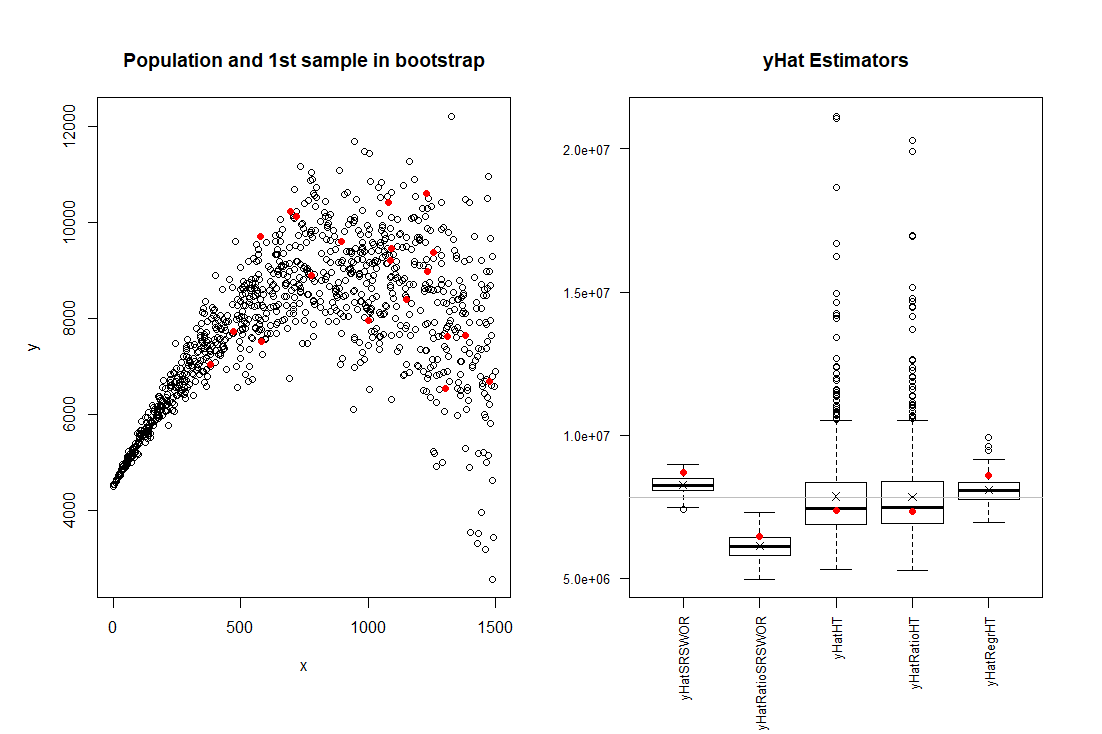 Population and 1st sample in bootstrap
12000
10000
8000
6000
4000
y
0
500
1000
1500
x
yHat Estimators
2.0e+07
1.5e+07
1.0e+07
5.0e+06
yHatSRSWOR
yHatRatioSRSWOR
yHatHT
yHatRatioHT
yHatRegrHT